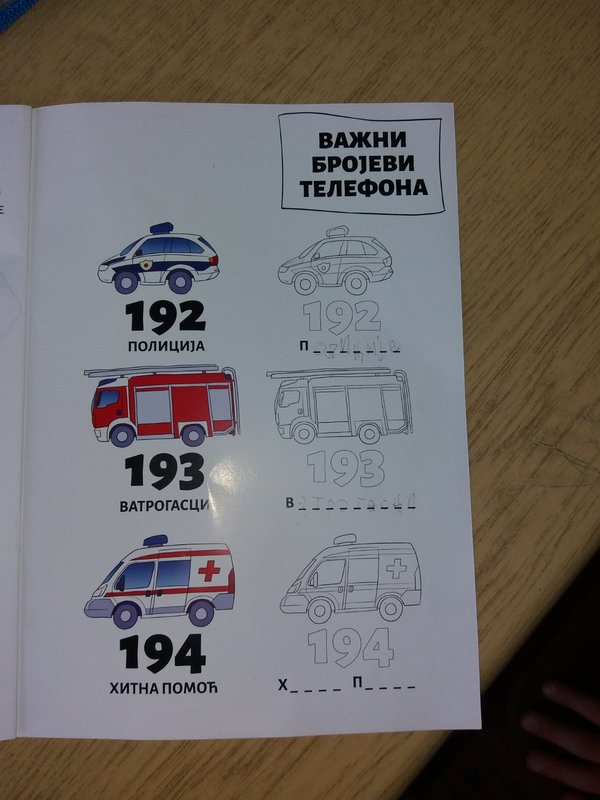 ВАЖНИ
БРОЈЕВИ
ТЕЛЕФОНА
192
ПОЛИЦИЈА
192
П
193
ВАТРОГАСЦИ
193
В
194
ХИТНА ПОМОЋ
194
Х_ _ _ _ П_ _ _ _